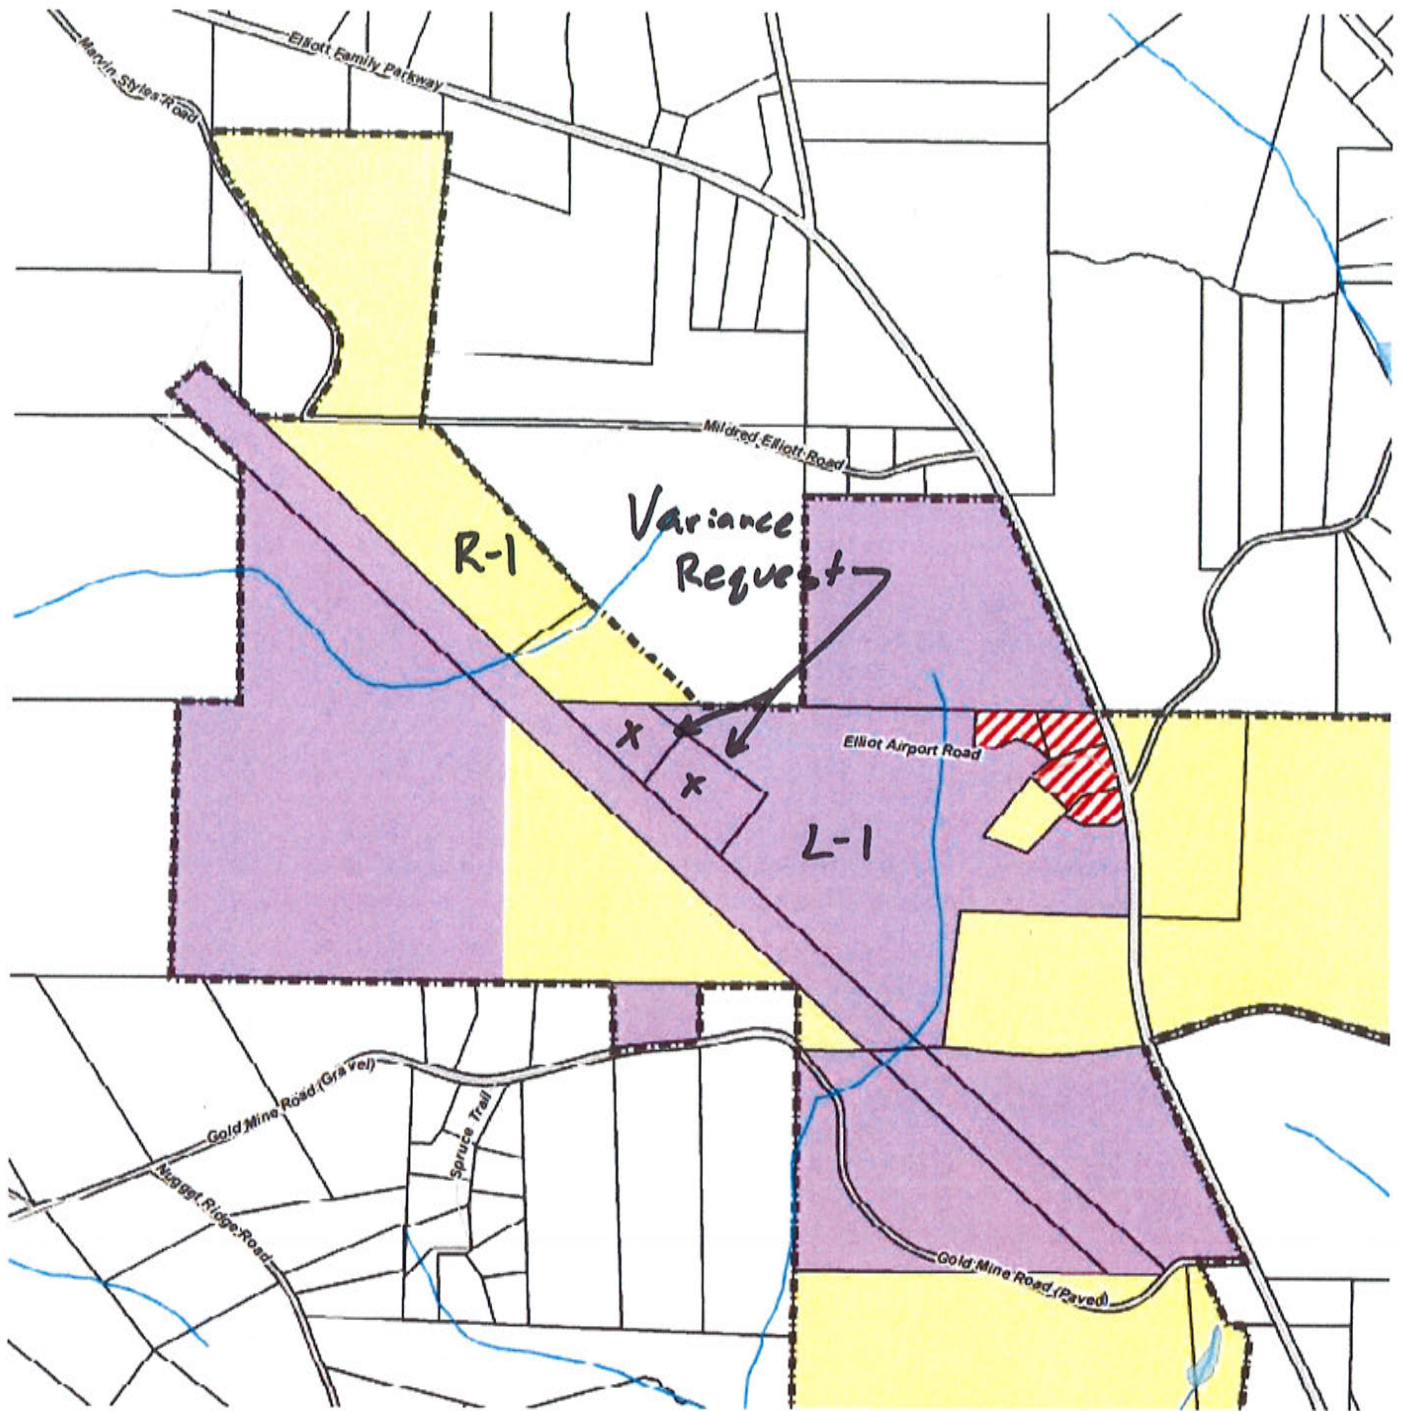 Elliott Family Parkway
Marvin Styles Road
Mildred Elliott Road
Variance
Request
R-1
X
X
Elliot Airport Road
L-1
Gold Mine Road (Gravel)
Spruce Trail
Nugget Ridge Road
Gold Mine Road (Paved)